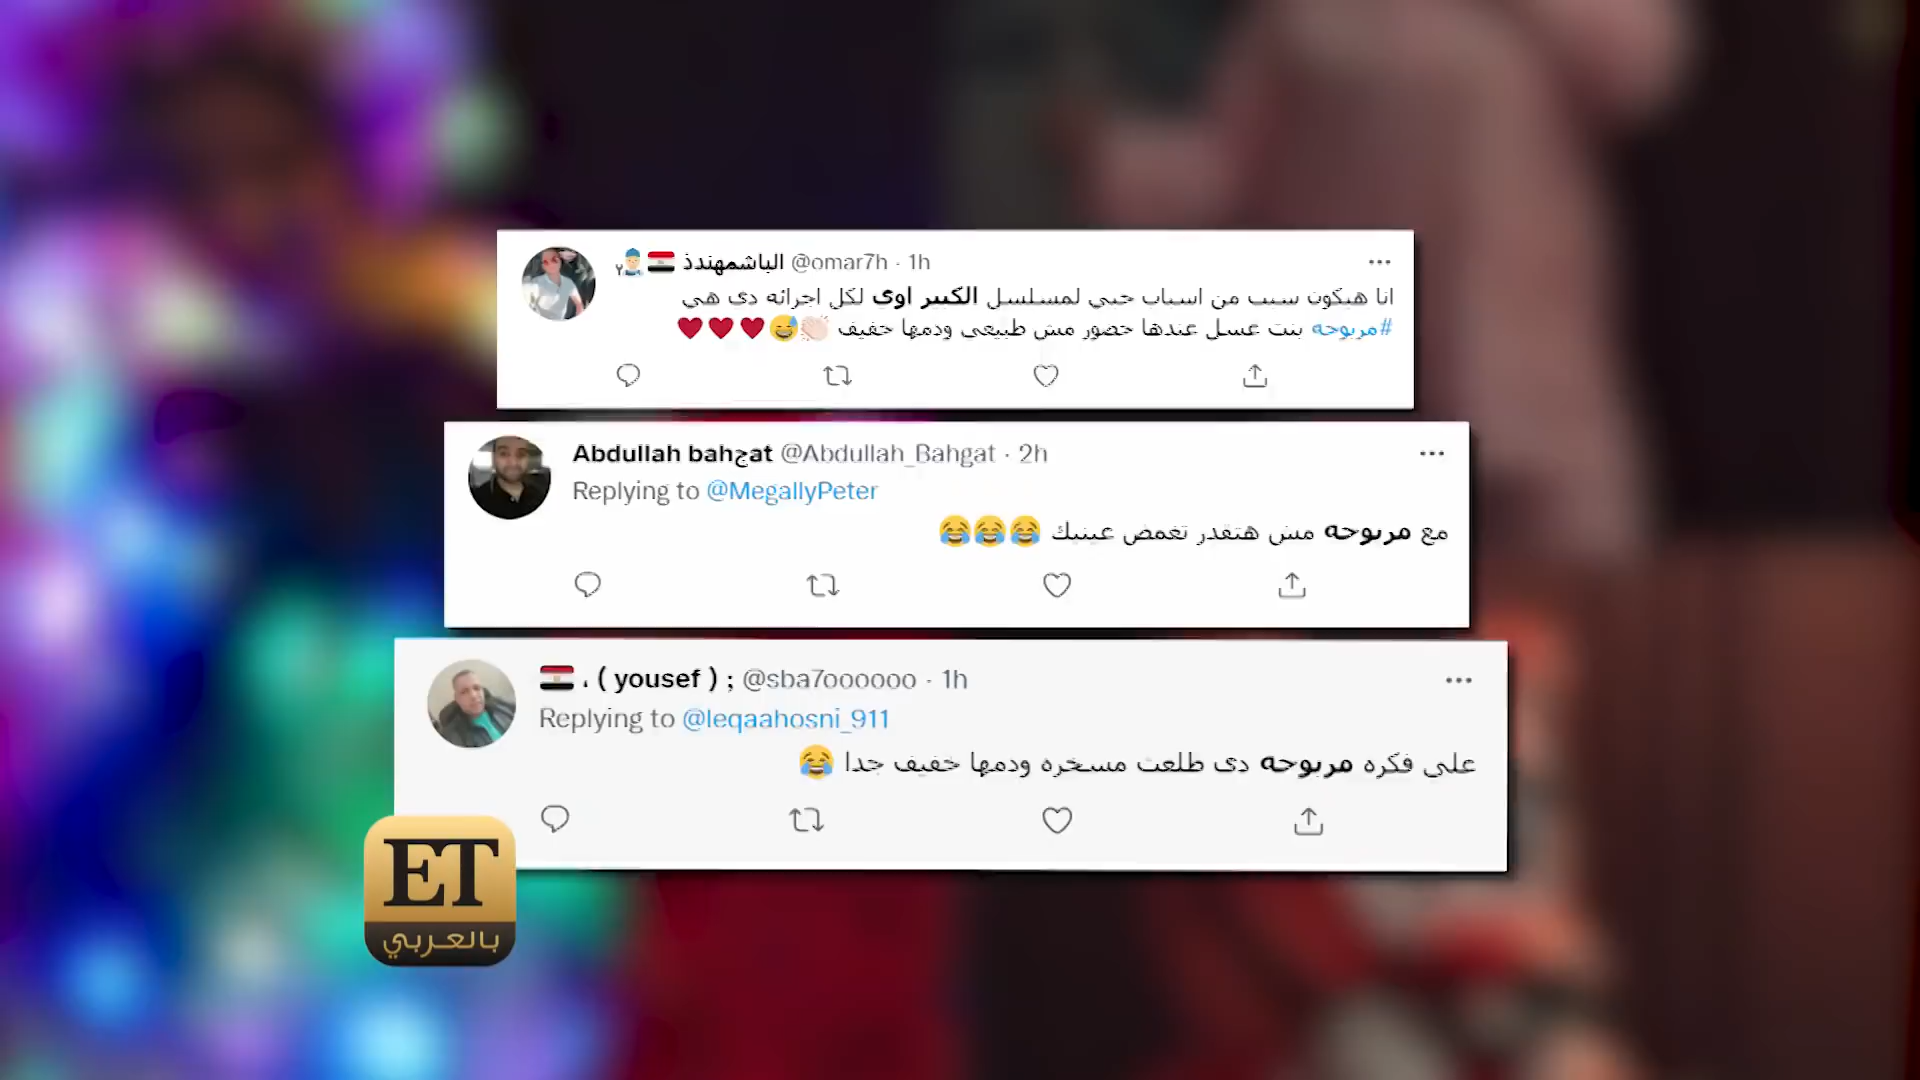 الباشمهندذ @omar7h · 1h
انا هيكون سبب من اسباب حبي لمسلسل الكبير اوى لكل اجزائه دى هي
#مربوحه بنت عسل عندها حضور مش طبيعى ودمها خفيف 👏🏻😅❤❤❤
Abdullah bahجat @Abdullah_Bahgat · 2h
Replying to @MegallyPeter
مع مربوحه مش هتقدر تغمض عينيك 😂😂😂
🇪🇬 ، ( yousef ) ; @sba7oooooo · 1h
Replying to @leqaahosni_911
على فكره مربوحه دى طلعت مسخره ودمها خفيف جدا 😂
ET
بالعربي